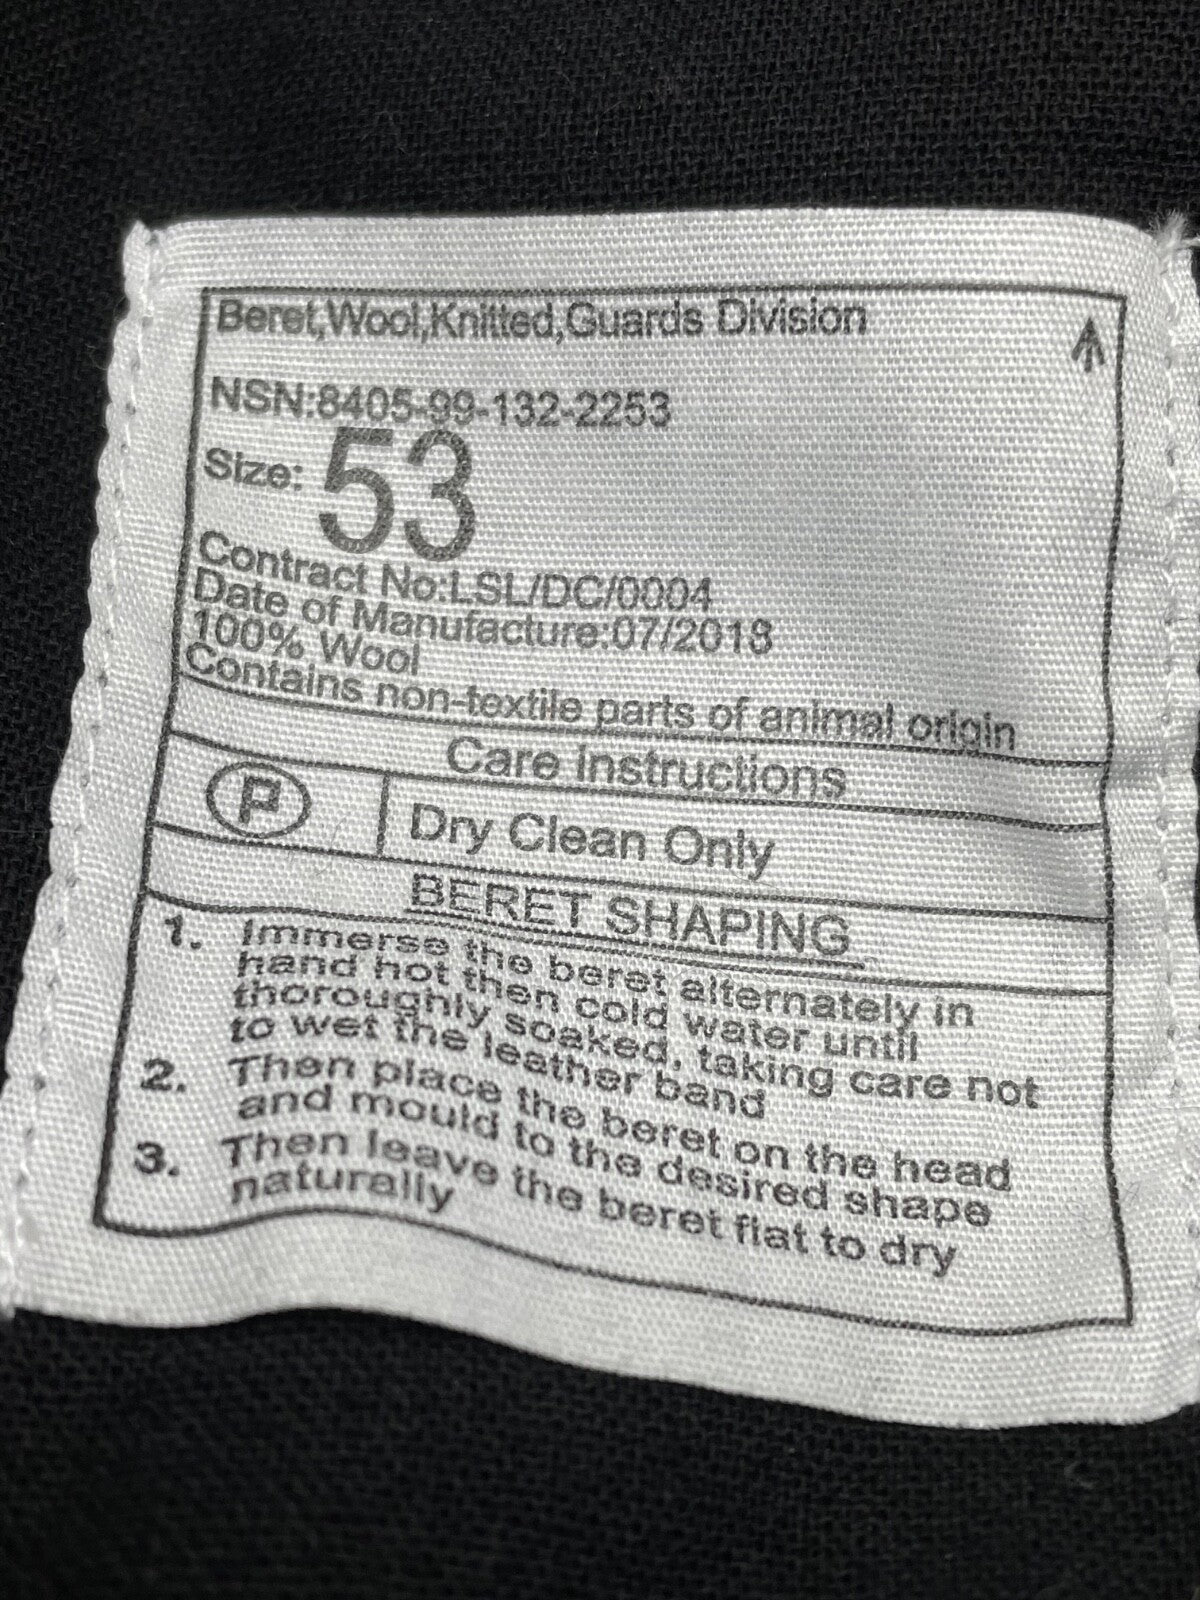 Beret,Wool,Knitted,Guards Division
NSN:8405-99-132-2253
Size: 53
Contract No:LSL/DC/0004
Date of Manufacture:07/2018
100% Wool
Contains non-textile parts of animal origin
Care instructions
P
Dry Clean Only
BERET SHAPING
1. Immerse the beret alternately in
hand hot then cold water until
thoroughly soaked, taking care not
to wet the leather band
2. Then place the beret on the head
and mould to the desired shape
3. Then leave the beret flat to dry
naturally